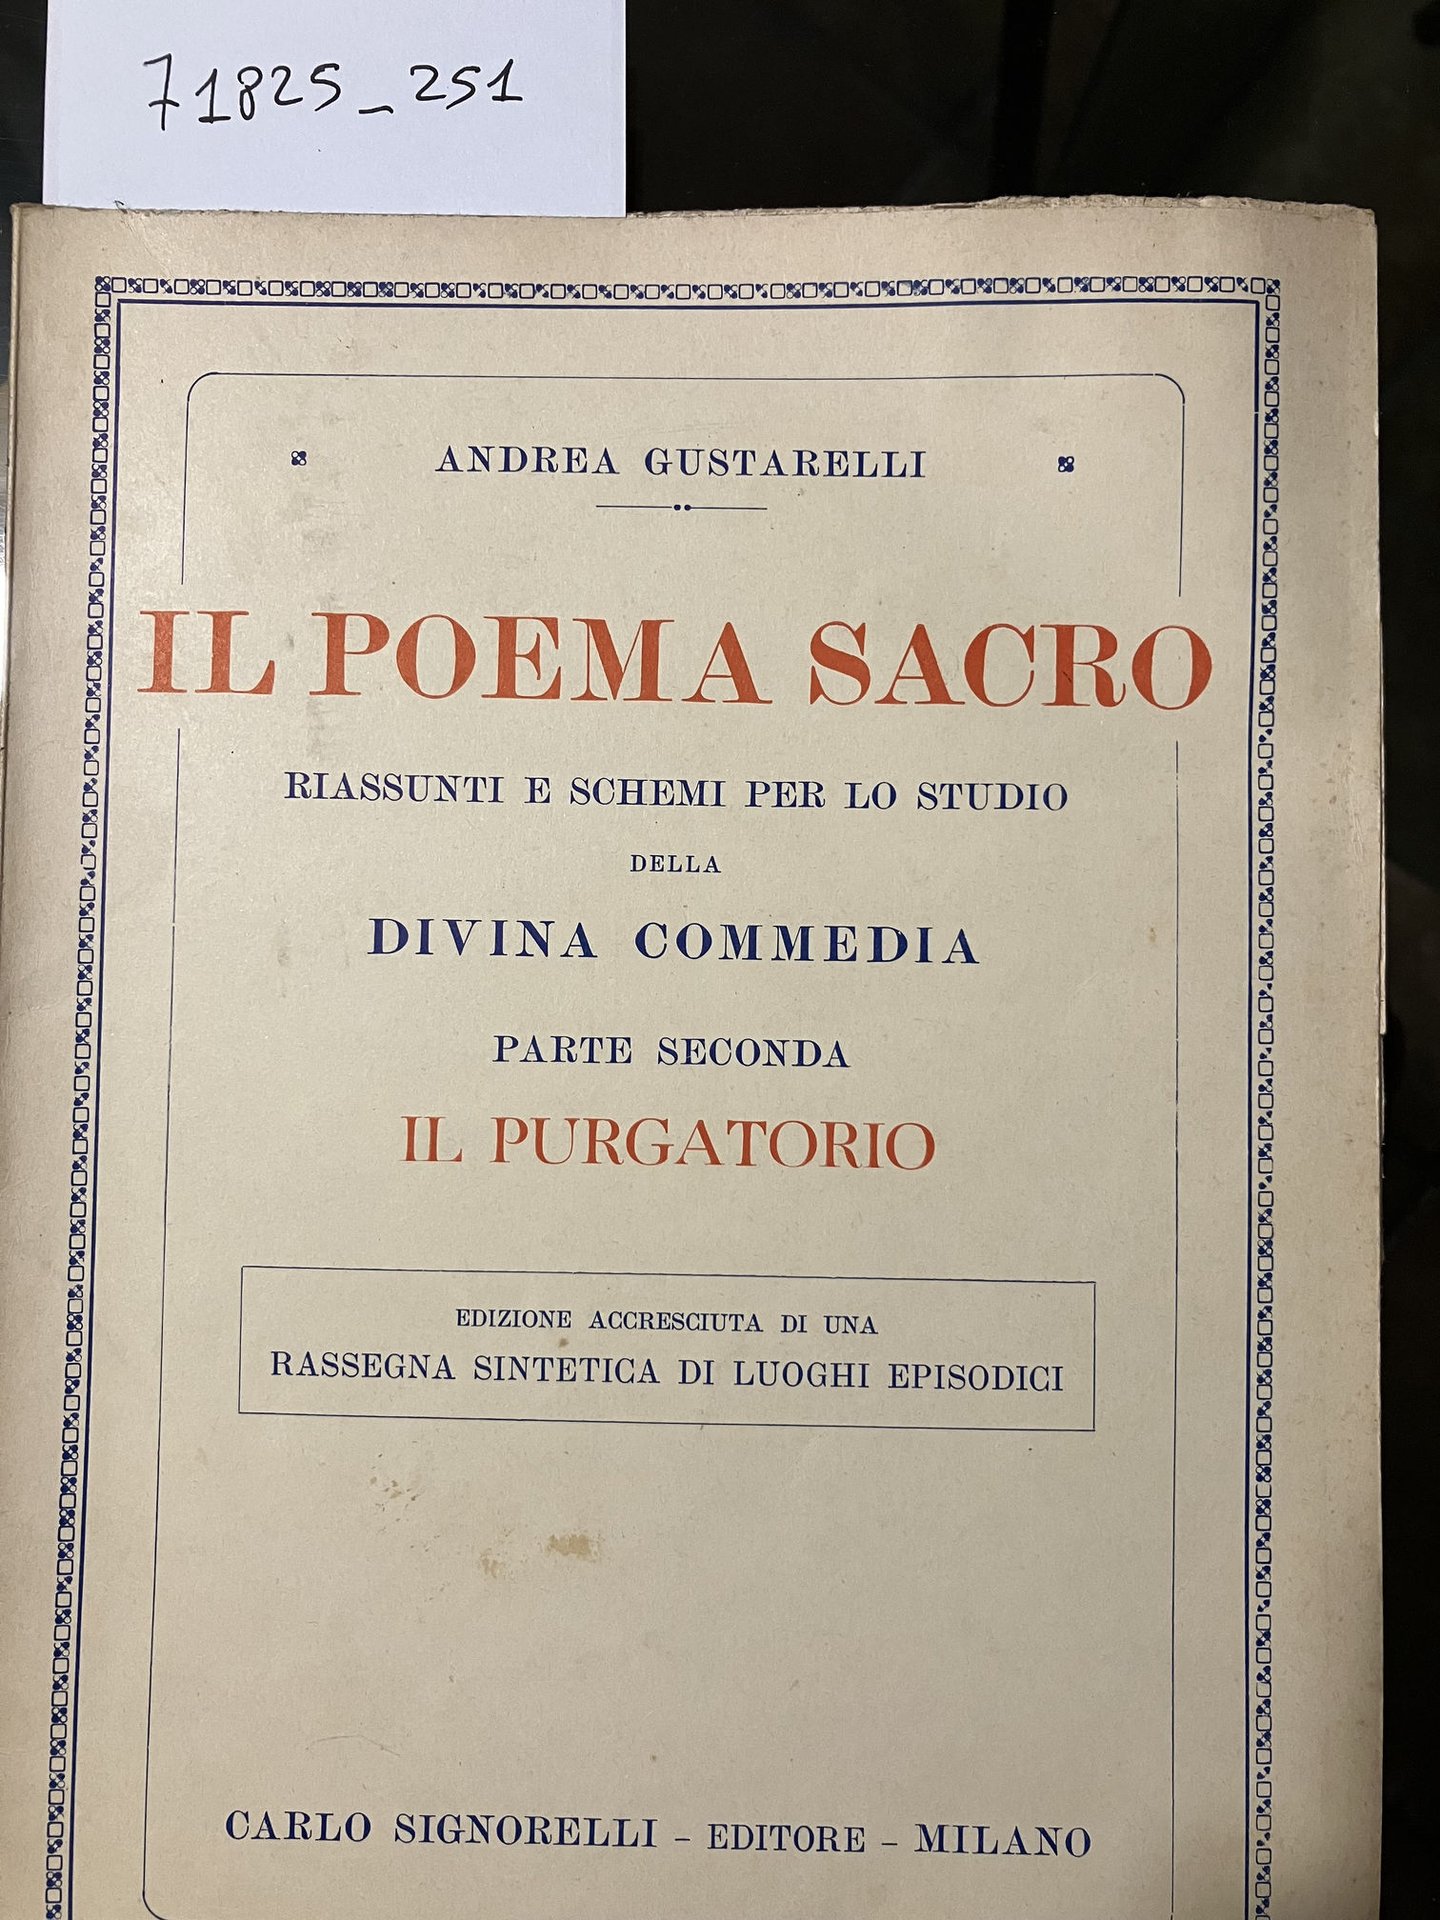 71825_251
ANDREA GUSTARELLI
IL POEMA SACRO
RIASSUNTI E SCHEMI PER LO STUDIO
DELLA
DIVINA COMMEDIA
PARTE SECONDA
IL PURGATORIO
EDIZIONE ACCRESCIUTA DI UNA
RASSEGNA SINTETICA DI LUOGHI EPISODICI
CARLO SIGNORELLI - EDITORE - MILANO